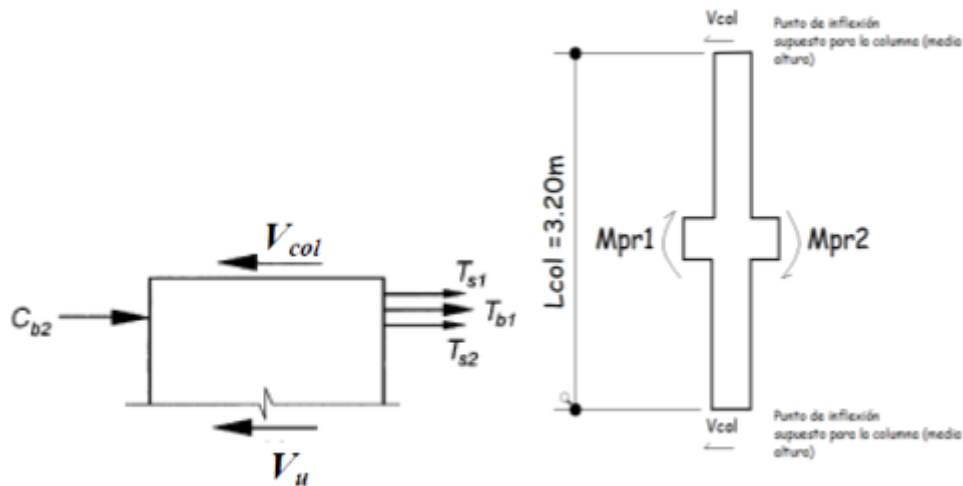 Vcol
Punto de inflexión
supuesto para la columna (media
altura)
Lcol = 3.20m
Mpr1
Mpr2
Vcol
Ts1
Cb2
Tb1
Ts2
Vu
Vcol
Punto de inflexión
supuesto para la columna (media
altura)